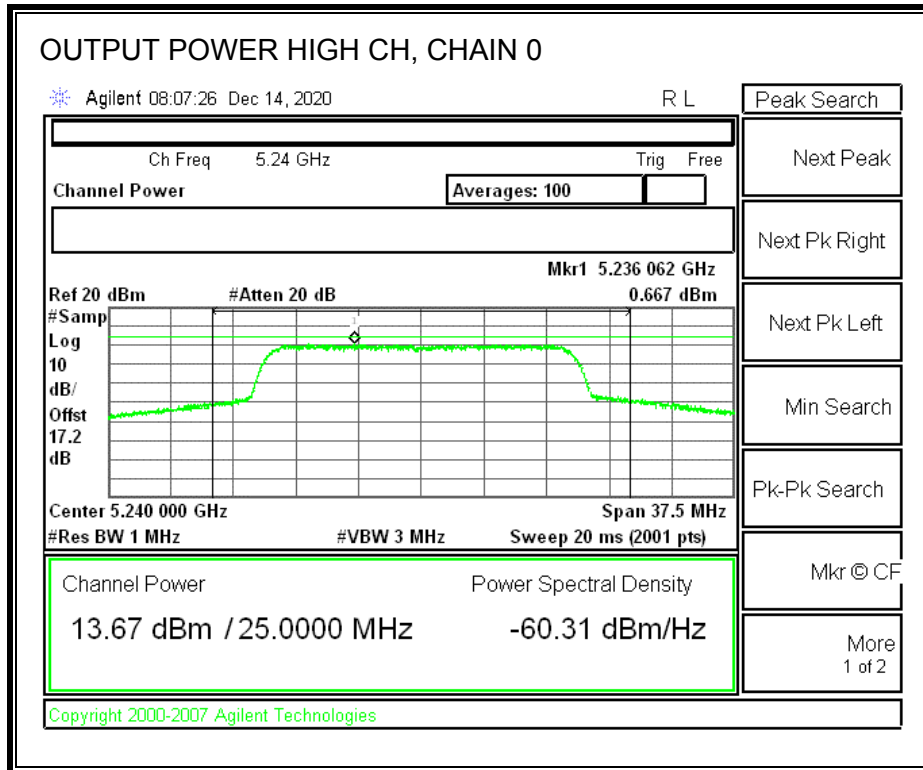 OUTPUT POWER HIGH CH, CHAIN 0
Agilent 08:07:26 Dec 14, 2020 R L
Peak Search
Ch Freq 5.24 GHz Trig Free
Channel Power Averages: 100
Mkr1 5.236 062 GHz
Ref 20 dBm #Atten 20 dB 0.667 dBm
#Samp
Log
10
dB/
Offst
17.2
dB
1
Center 5.240 000 GHz Span 37.5 MHz
#Res BW 1 MHz #VBW 3 MHz Sweep 20 ms (2001 pts)
Channel Power Power Spectral Density
13.67 dBm / 25.0000 MHz -60.31 dBm/Hz
Next Peak
Next Pk Right
Next Pk Left
Min Search
Pk-Pk Search
Mkr © CF
More
1 of 2
Copyright 2000-2007 Agilent Technologies